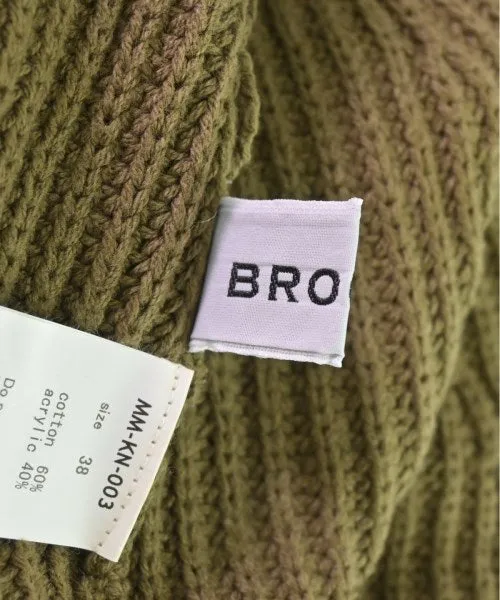 BRO
MM-KN-003
size 38
cotton 60%
acrylic 40%